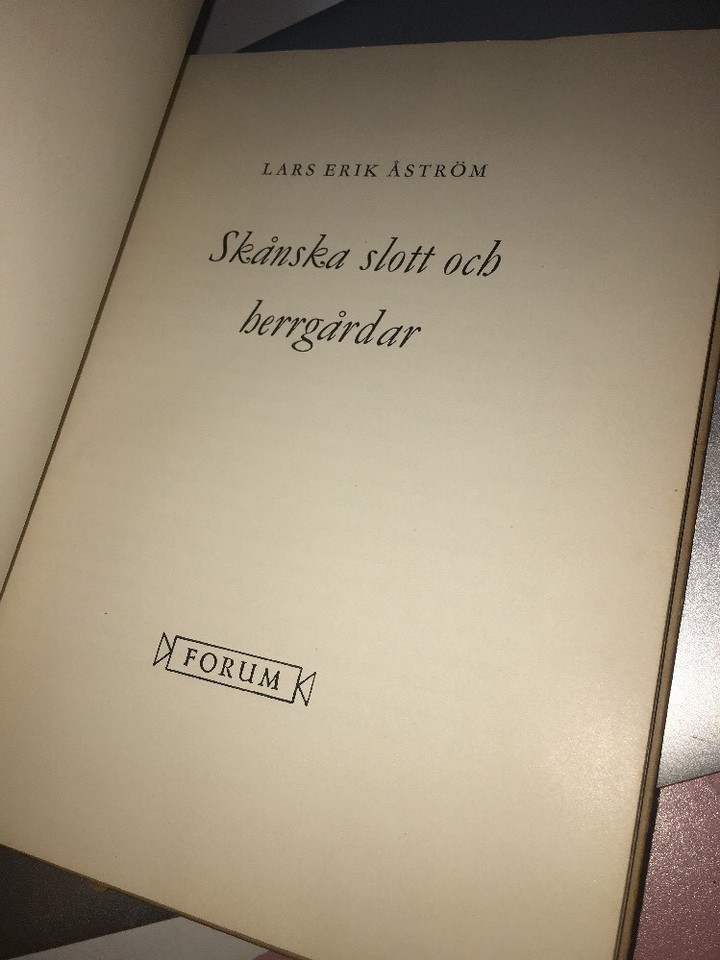 LARS ERIK ÅSTRÖM
Skånska slott och
herrgårdar
FORUM